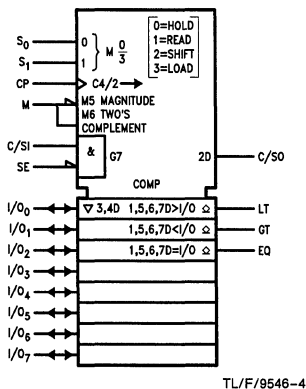 [0=HOLD
1=READ
2=SHIFT
3=LOAD]
S0 0 } M 0/3
S1 1
CP C4/2→
M M5 MAGNITUDE
M6 TWO'S
COMPLEMENT
C/SI & G7 2D C/SO
SE
COMP
I/O0 ▽ 3,4D 1,5,6,7D>I/O ◇ LT
I/O1 1,5,6,7D<I/O ◇ GT
I/O2 1,5,6,7D=I/O ◇ EQ
I/O3
I/O4
I/O5
I/O6
I/O7
TL/F/9546-4